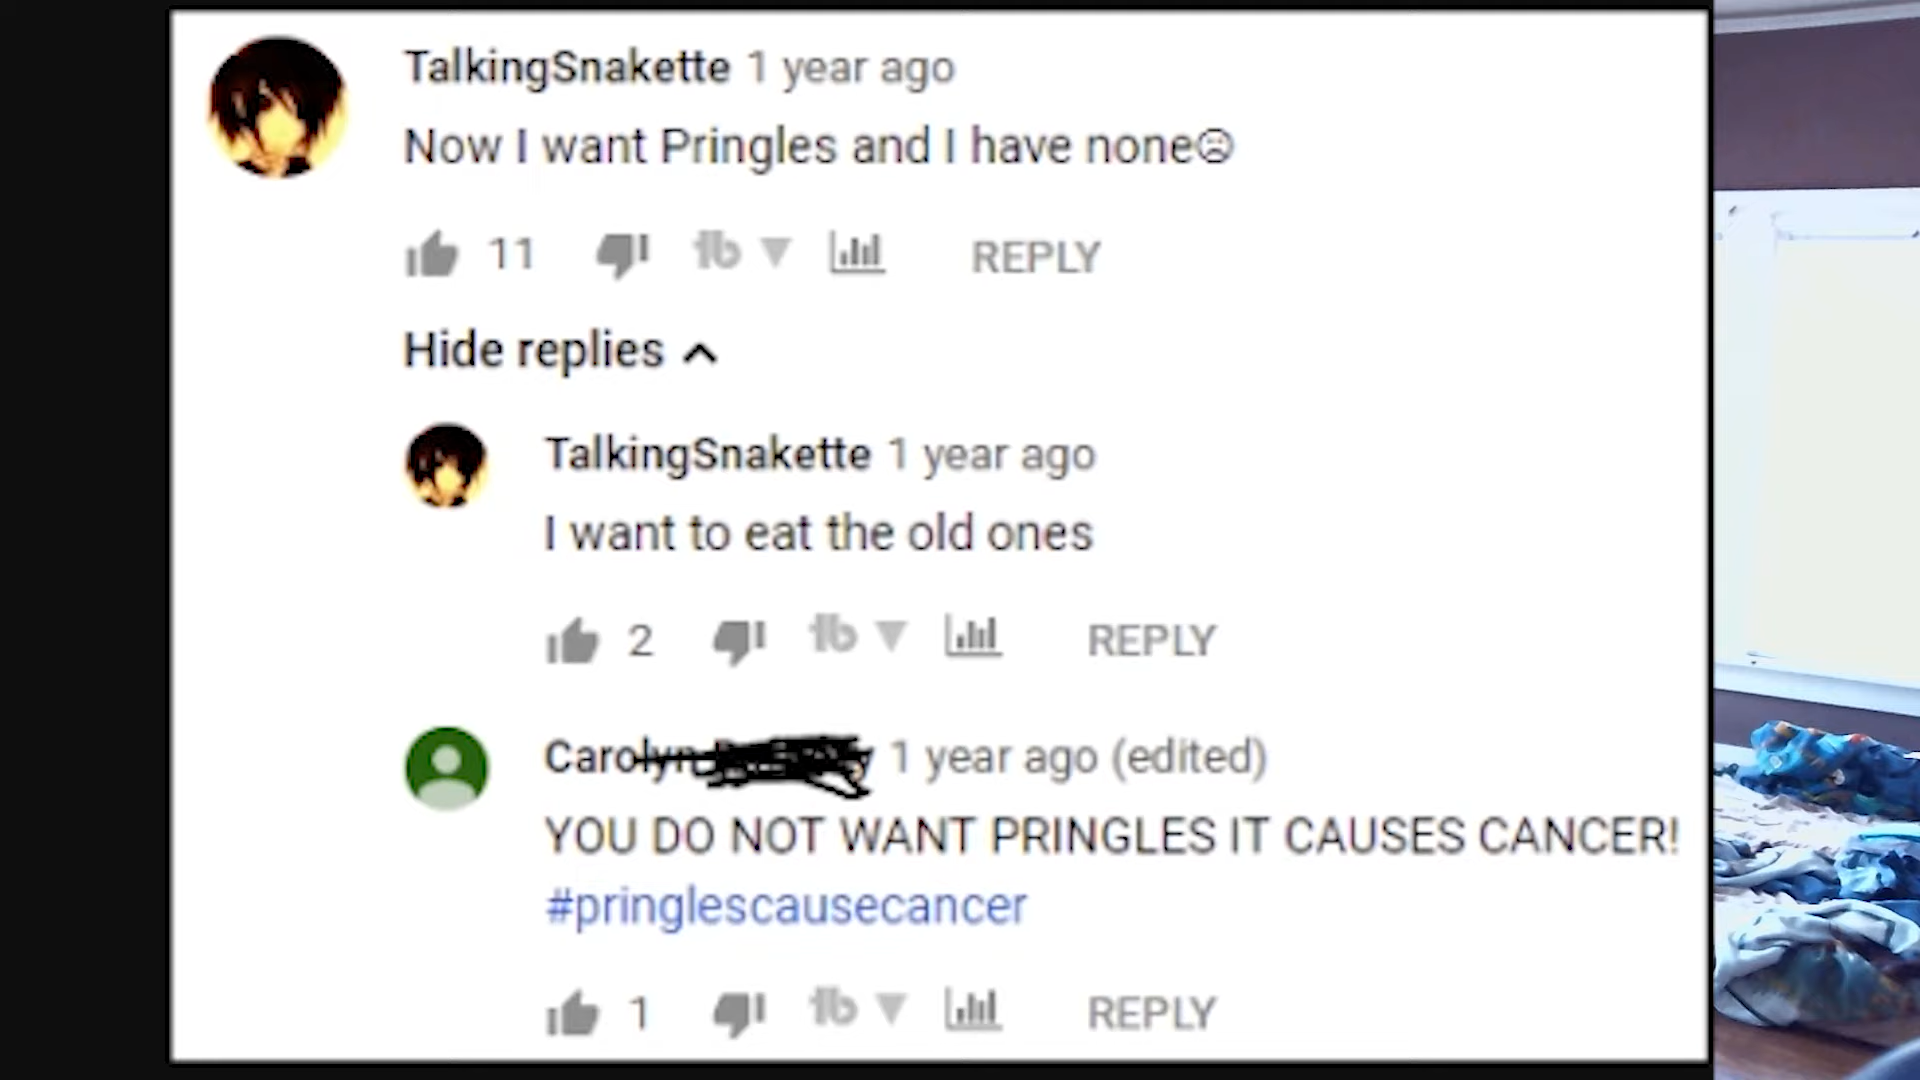 TalkingSnakette 1 year ago
Now I want Pringles and I have none☹
11 REPLY
Hide replies
TalkingSnakette 1 year ago
I want to eat the old ones
2 REPLY
Carolyn 1 year ago (edited)
YOU DO NOT WANT PRINGLES IT CAUSES CANCER!
#pringlescausecancer
1 REPLY